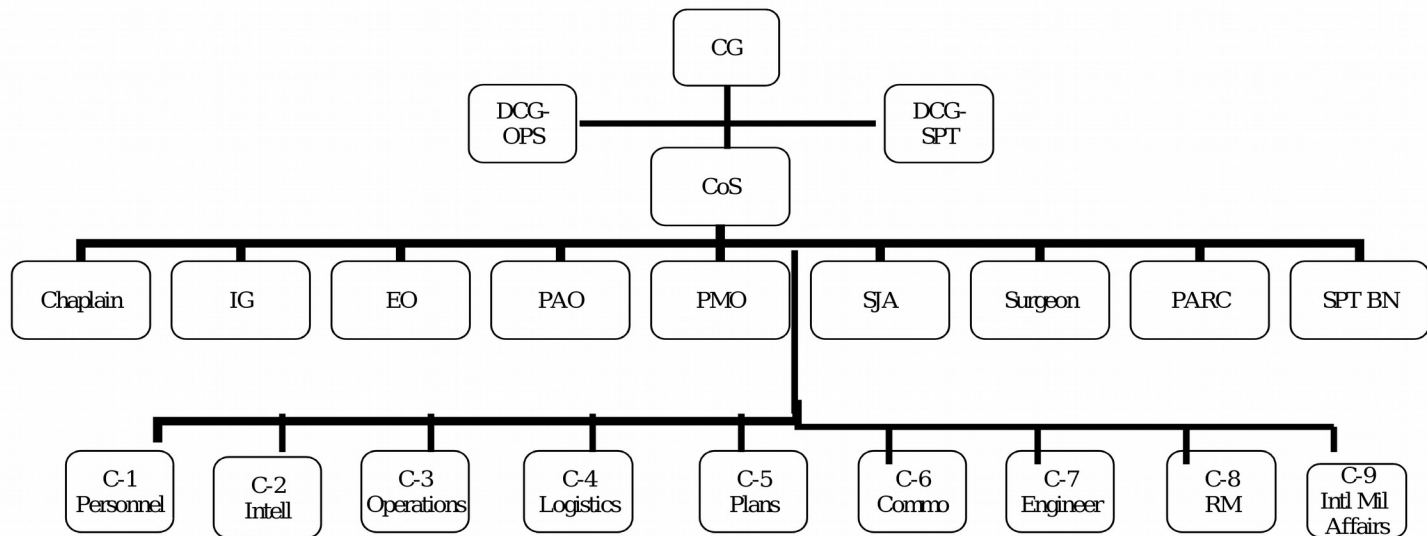 CG
DCG-
OPS
DCG-
SPT
CoS
Chaplain
IG
EO
PAO
PMO
SJA
Surgeon
PARC
SPT BN
C-1
Personnel
C-2
Intell
C-3
Operations
C-4
Logistics
C-5
Plans
C-6
Commo
C-7
Engineer
C-8
RM
C-9
Intl Mil
Affairs